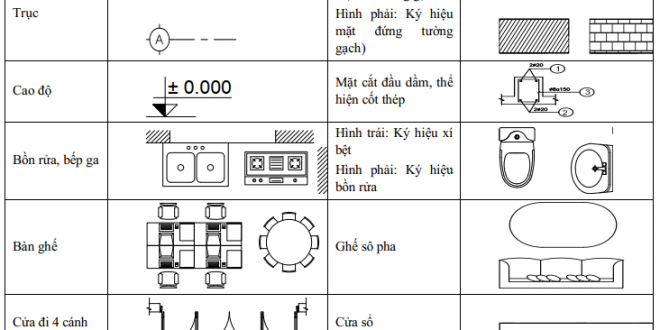 Trục
A
Hình phải: Ký hiệu
mặt đứng tường
gạch)
Cao độ
± 0.000
Mặt cắt đầu dầm, thể
hiện cốt thép
2ø20
1
ø8a150
3
2ø20
2
Bồn rửa, bếp ga
Hình trái: Ký hiệu xí
bệt
Hình phải: Ký hiệu
bồn rửa
Bàn ghế
Ghế sô pha
Cửa đi 4 cánh
Cửa sổ